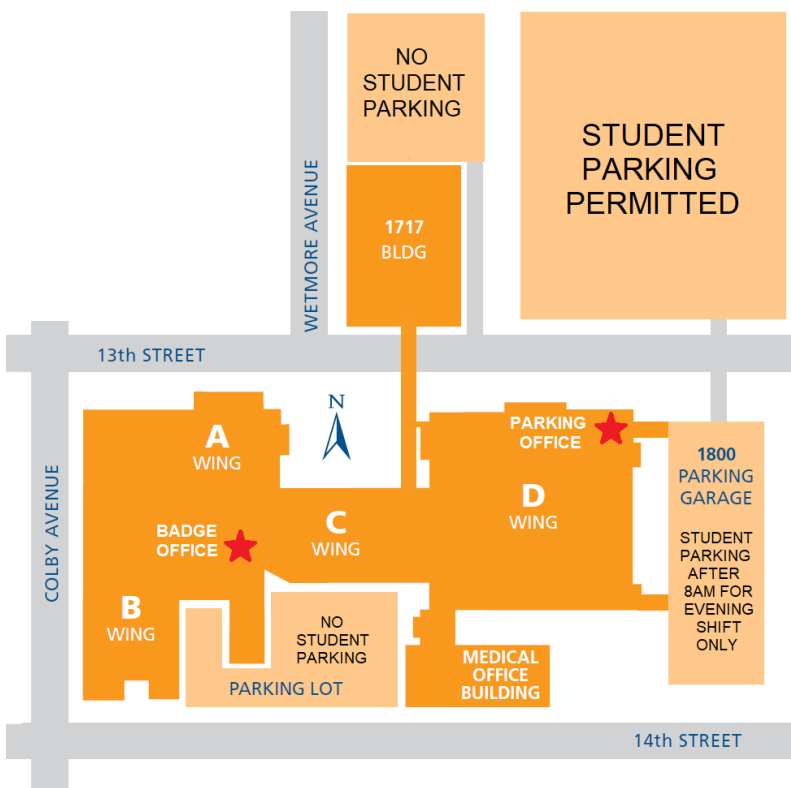 NO
STUDENT
PARKING
STUDENT
PARKING
PERMITTED
WETMORE AVENUE
1717
BLDG
13th STREET
N
A
WING
PARKING
OFFICE
1800
PARKING
GARAGE
STUDENT
PARKING
AFTER
8AM FOR
EVENING
SHIFT
ONLY
COLBY AVENUE
BADGE
OFFICE
C
WING
D
WING
B
WING
NO
STUDENT
PARKING
PARKING LOT
MEDICAL
OFFICE
BUILDING
14th STREET